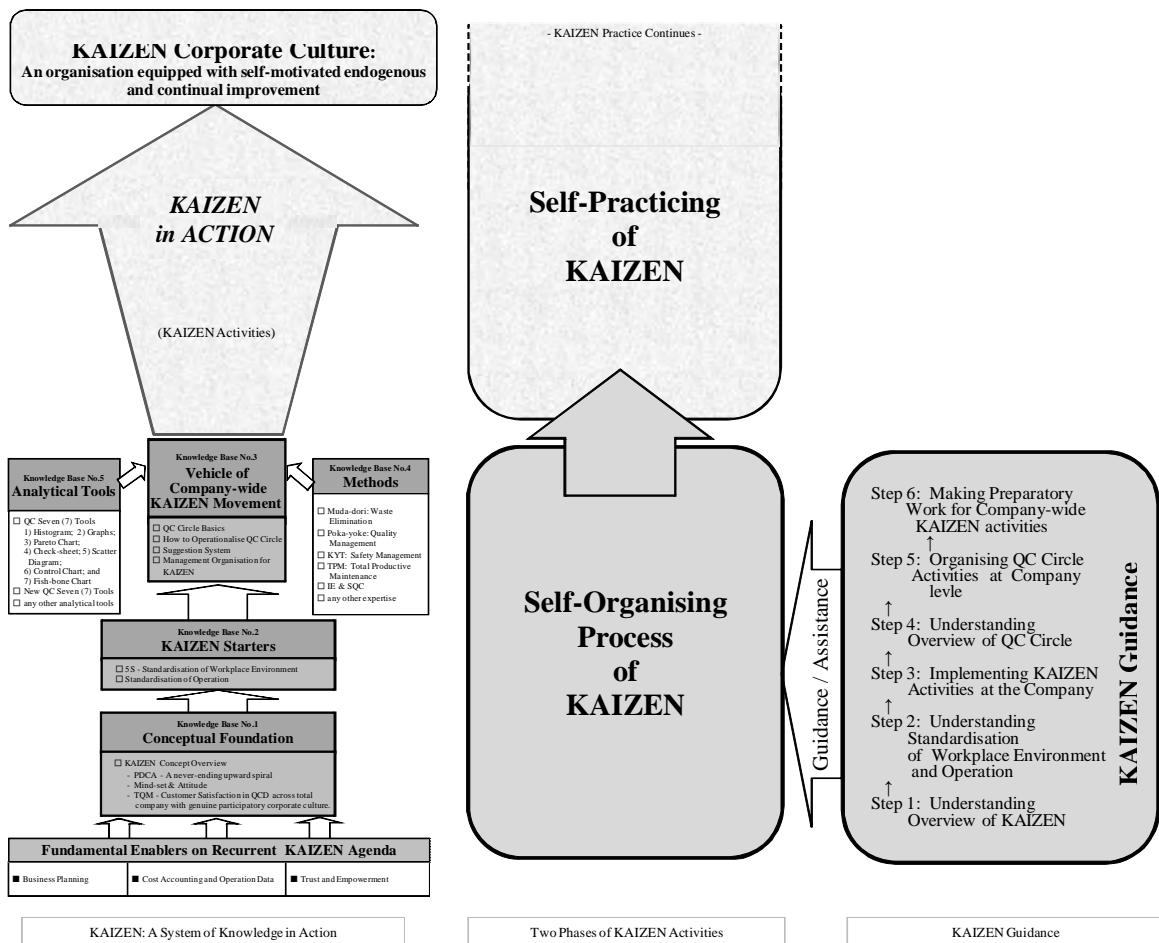 KAIZEN Corporate Culture:
An organisation equipped with self-motivated endogenous
and continual improvement
KAIZEN
in ACTION
(KAIZEN Activities)
Knowledge Base No.5
Analytical Tools
☐ QC Seven (7) Tools
1) Histogram; 2) Graphs;
3) Pareto Chart;
4) Check-sheet; 5) Scatter
Diagram;
6) Control Chart; and
7) Fish-bone Chart
☐ New QC Seven (7) Tools
☐ any other analytical tools
Knowledge Base No.3
Vehicle of
Company-wide
KAIZEN Movement
☐ QC Circle Basics
☐ How to Operationalise QC Circle
☐ Suggestion System
☐ Management Organisation for
KAIZEN
Knowledge Base No.4
Methods
☐ Muda-dori: Waste
Elimination
☐ Poka-yoke: Quality
Management
☐ KYT: Safety Management
☐ TPM: Total Productive
Maintenance
☐ IE & SQC
☐ any other expertise
Knowledge Base No.2
KAIZEN Starters
☐ 5S - Standardisation of Workplace Environment
☐ Standardisation of Operation
Knowledge Base No.1
Conceptual Foundation
☐ KAIZEN Concept Overview
- PDCA - A never-ending upward spiral
- Mind-set & Attitude
- TQM - Customer Satisfaction in QCD across total
company with genuine participatory corporate culture.
Fundamental Enablers on Recurrent KAIZEN Agenda
■ Business Planning
■ Cost Accounting and Operation Data
■ Trust and Empowerment
KAIZEN: A System of Knowledge in Action
- KAIZEN Practice Continues -
Self-Practicing
of
KAIZEN
Self-Organising
Process
of
KAIZEN
Two Phases of KAIZEN Activities
Guidance / Assistance
Step 6: Making Preparatory
Work for Company-wide
KAIZEN activities
↑
Step 5: Organising QC Circle
Activities at Company
levle
↑
Step 4: Understanding
Overview of QC Circle
↑
Step 3: Implementing KAIZEN
Activities at the Company
↑
Step 2: Understanding
Standardisation
of Workplace Environment
and Operation
↑
Step 1: Understanding
Overview of KAIZEN
KAIZEN Guidance
KAIZEN Guidance